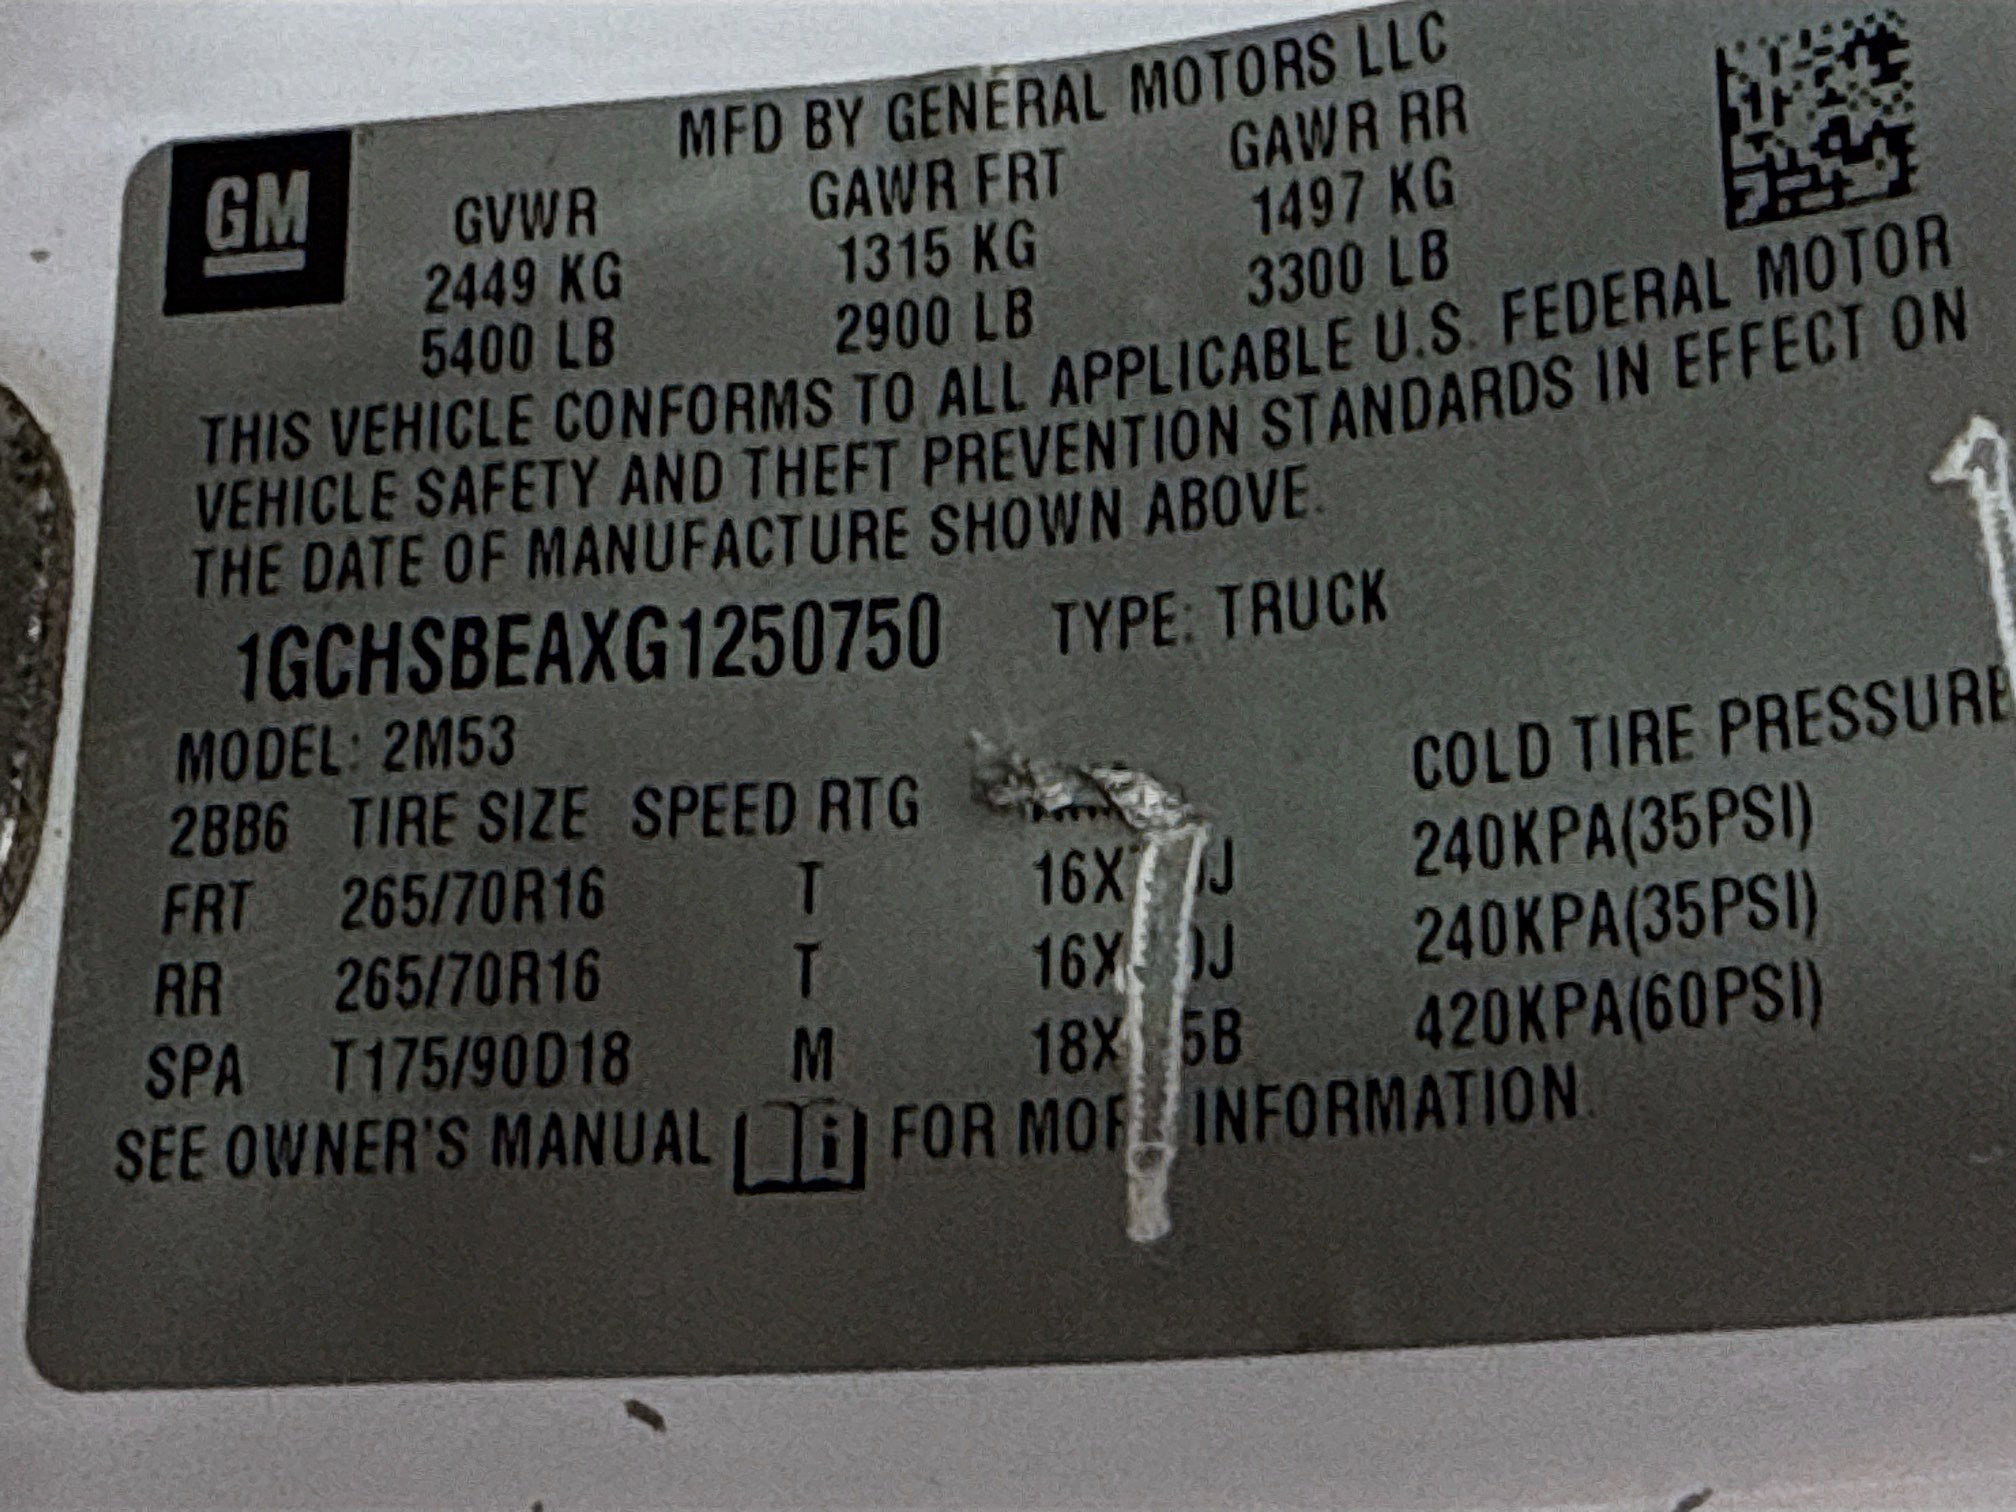 MFD BY GENERAL MOTORS LLC
GM
GVWR GAWR FRT GAWR RR
2449 KG 1315 KG 1497 KG
5400 LB 2900 LB 3300 LB
THIS VEHICLE CONFORMS TO ALL APPLICABLE U.S. FEDERAL MOTOR
VEHICLE SAFETY AND THEFT PREVENTION STANDARDS IN EFFECT ON
THE DATE OF MANUFACTURE SHOWN ABOVE.
1GCHSBEAXG1250750 TYPE: TRUCK
MODEL: 2M53
2BB6 TIRE SIZE SPEED RTG COLD TIRE PRESSURE
FRT 265/70R16 T 240KPA(35PSI)
RR 265/70R16 T 240KPA(35PSI)
SPA T175/90D18 M 420KPA(60PSI)
SEE OWNER'S MANUAL i FOR INFORMATION.